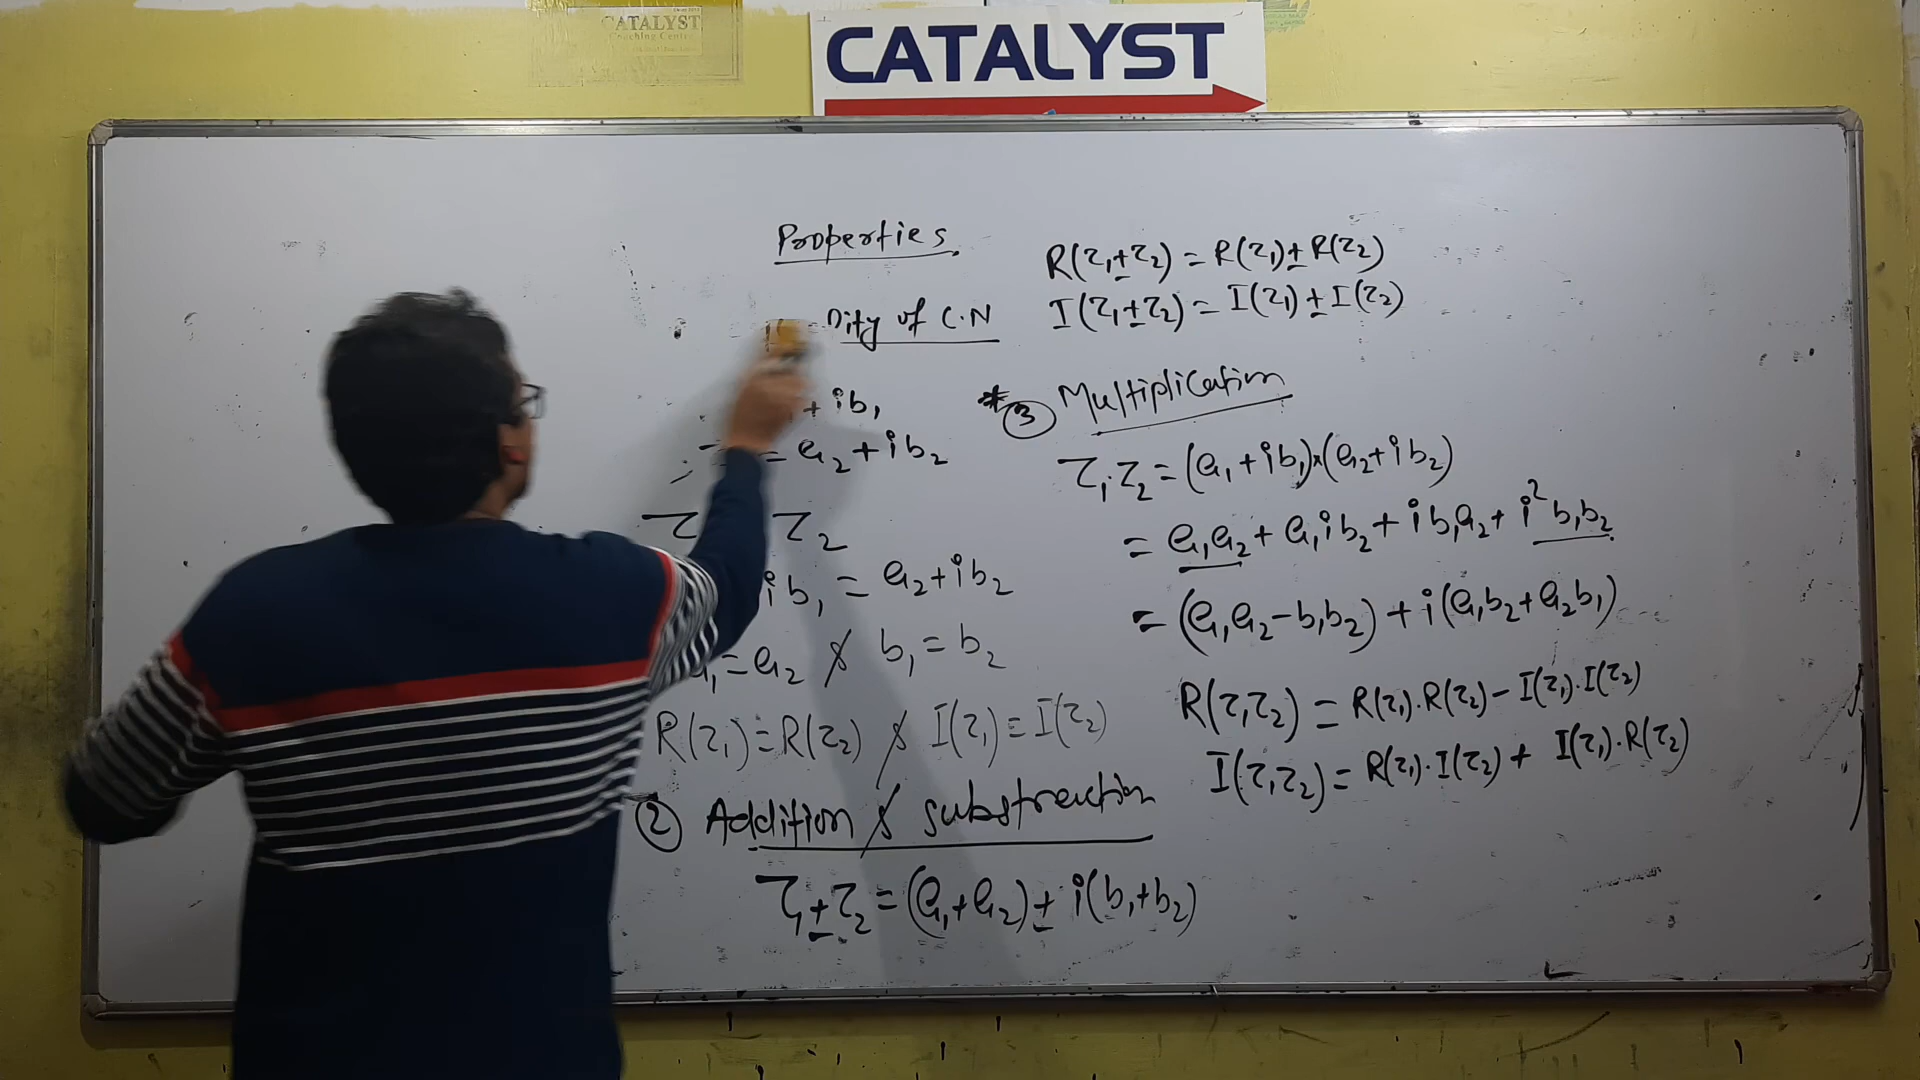 CATALYST
Coaching Centre
CATALYST
Properties
of C.N
+ ib₁
= a₂ + ib₂
z₂
ib₁ = a₂ + ib₂
a₁ = a₂ & b₁ = b₂
R(z₁) = R(z₂) & I(z₁) = I(z₂)
② Addition & substraction
z₁ ± z₂ = (a₁ + a₂) ± i(b₁ + b₂)
R(z₁ ± z₂) = R(z₁) ± R(z₂)
I(z₁ ± z₂) = I(z₁) ± I(z₂)
* ③ Multiplication
z₁.z₂ = (a₁ + ib₁) × (a₂ + ib₂)
= a₁a₂ + a₁ib₂ + ib₁a₂ + i²b₁b₂
= (a₁a₂ - b₁b₂) + i(a₁b₂ + a₂b₁)
R(z₁z₂) = R(z₁).R(z₂) - I(z₁).I(z₂)
I(z₁z₂) = R(z₁).I(z₂) + I(z₁).R(z₂)